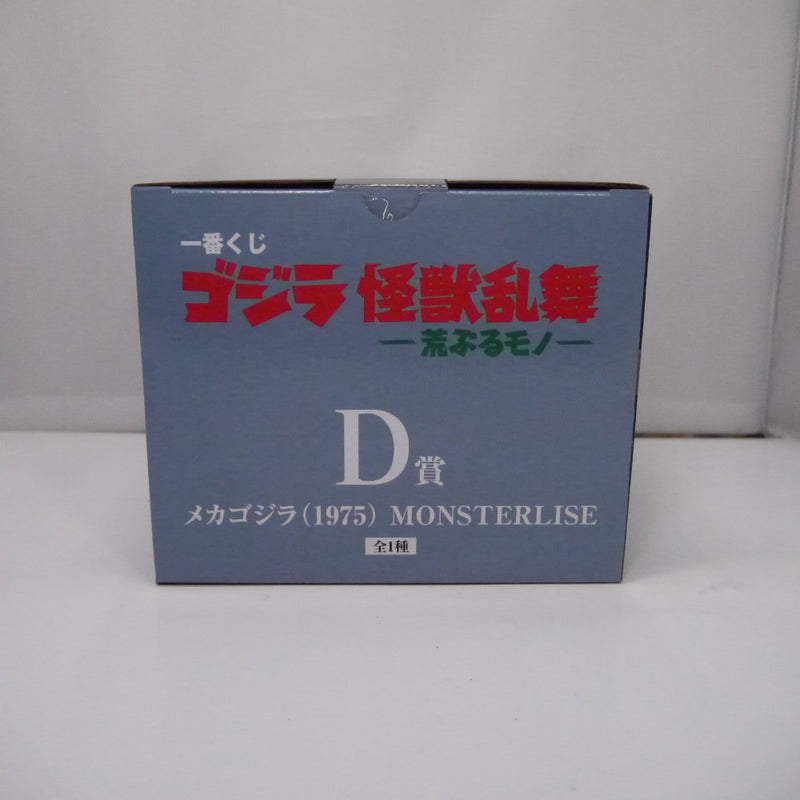 一番くじ
ゴジラ 怪獣乱舞
―荒ぶるモノ―
D賞
メカゴジラ(1975) MONSTERLISE
全1種